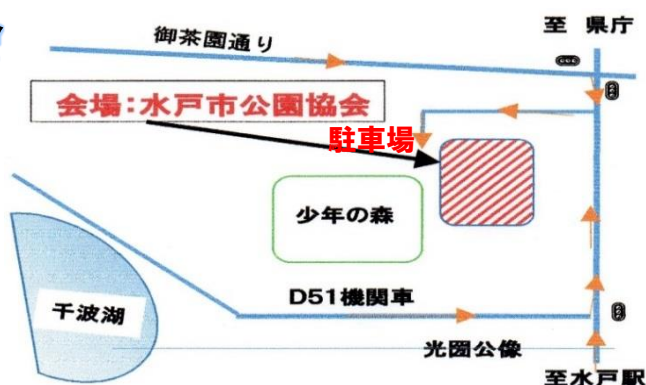 至 県庁
御茶園通り
会場:水戸市公園協会
駐車場
少年の森
D51機関車
千波湖
光圀公像
至水戸駅